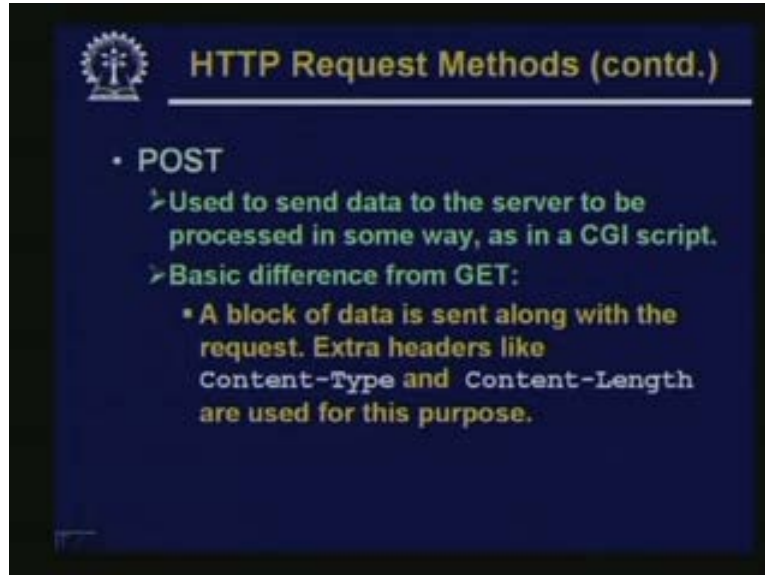 HTTP Request Methods (contd.)
• POST
➢Used to send data to the server to be
processed in some way, as in a CGI script.
➢Basic difference from GET:
▪ A block of data is sent along with the
request. Extra headers like
Content-Type and Content-Length
are used for this purpose.